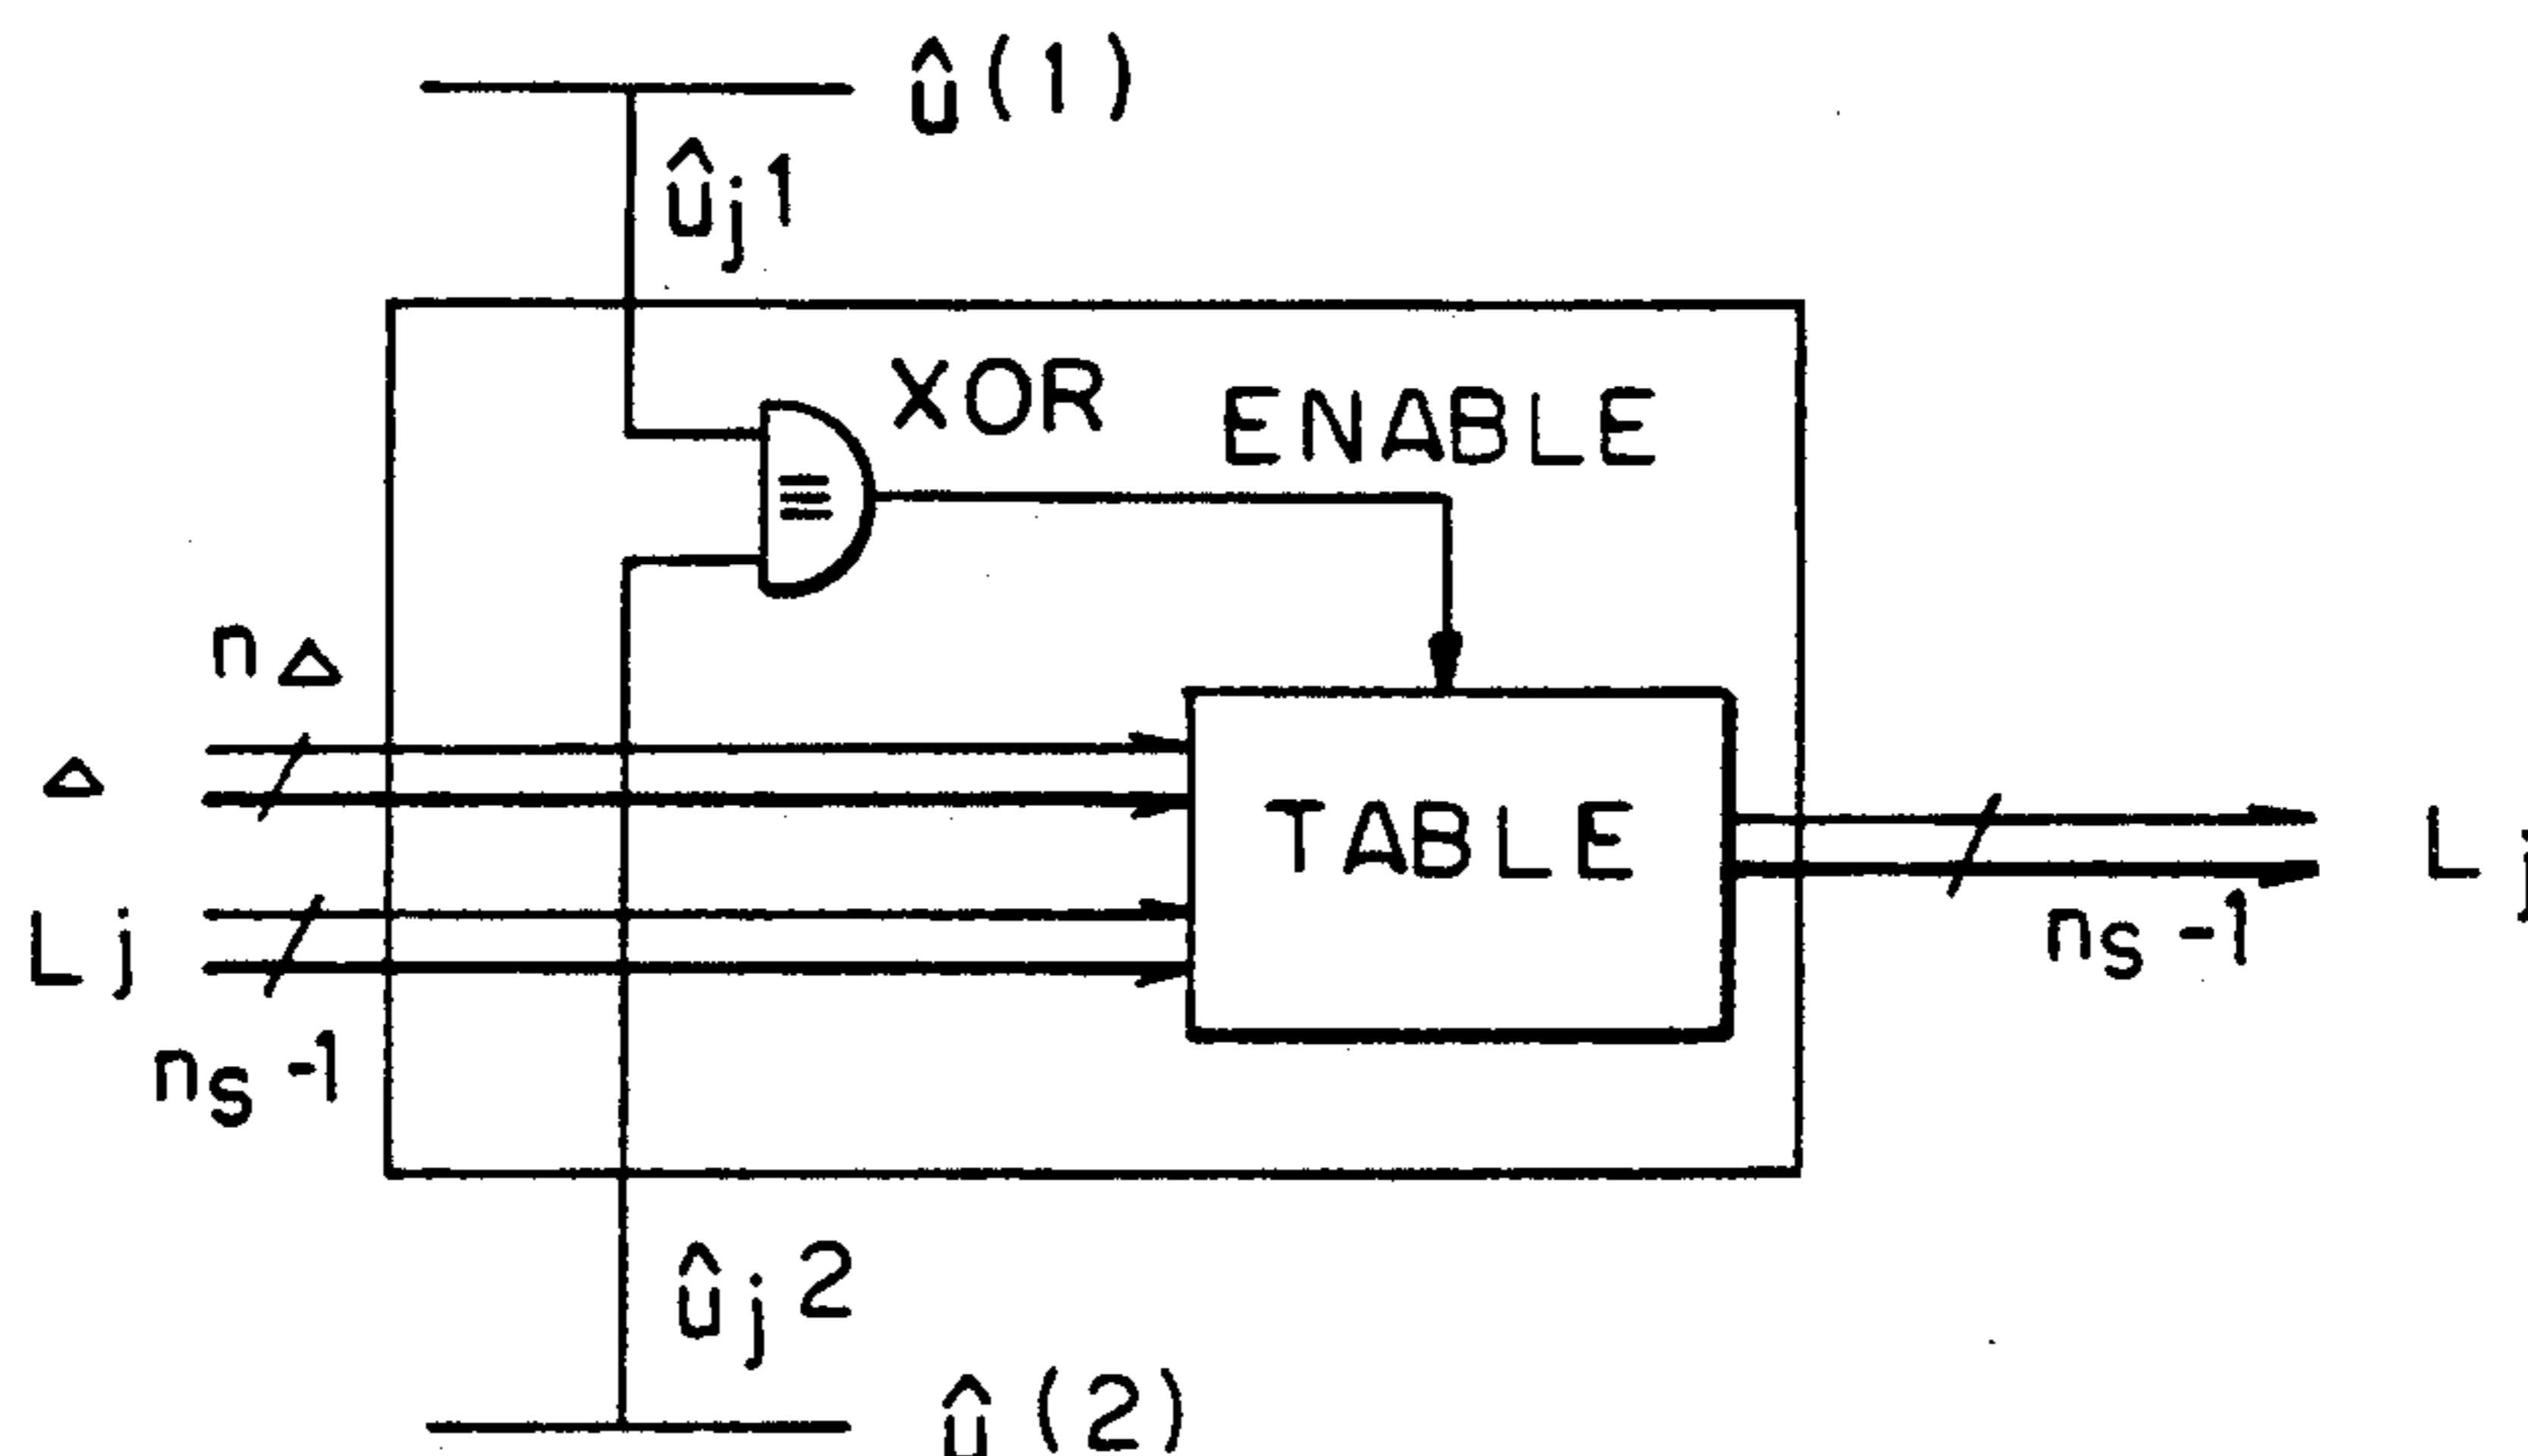 û(1)
ûj1
XOR
ENABLE
≡
nΔ
Δ
TABLE
Lj
Lj
nS-1
nS-1
ûj2
û(2)